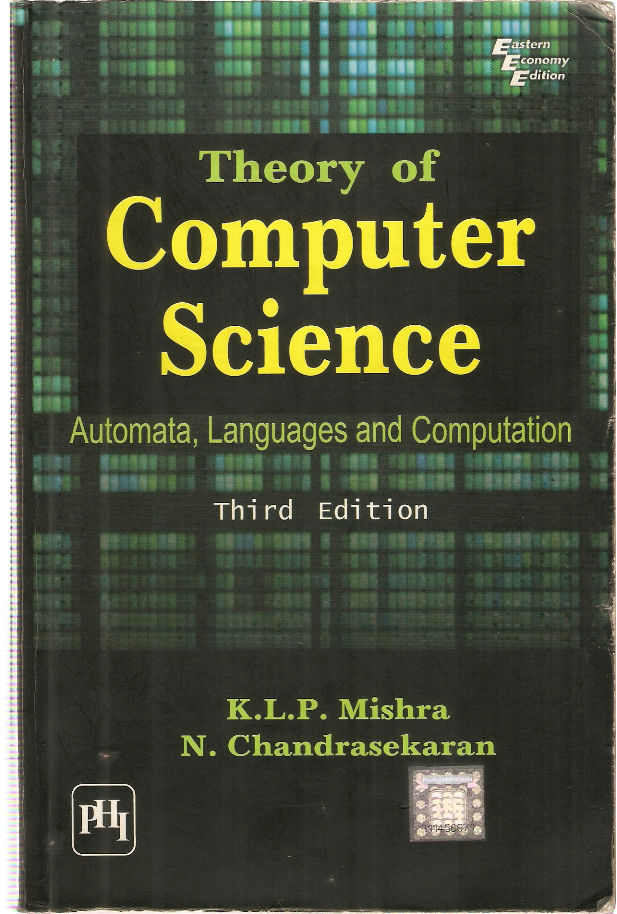 Eastern
Economy
Edition
Theory of
Computer
Science
Automata, Languages and Computation
Third Edition
K.L.P. Mishra
N. Chandrasekaran
PHI